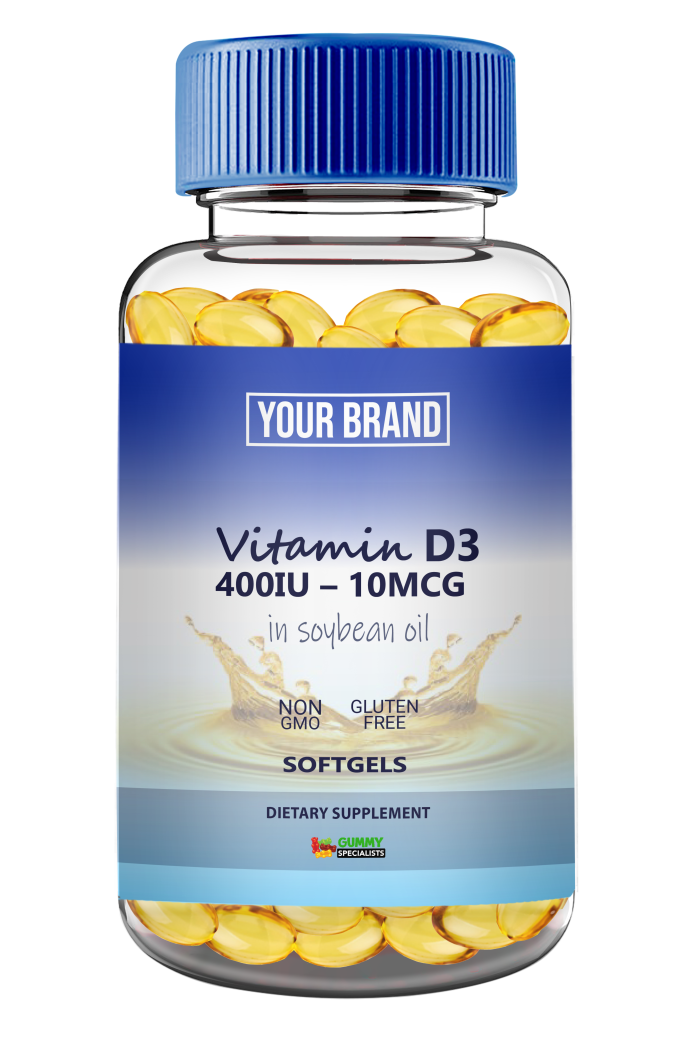 YOUR BRAND
Vitamin D3
400IU – 10MCG
in soybean oil
NON GMO
GLUTEN FREE
SOFTGELS
DIETARY SUPPLEMENT
GUMMY
SPECIALISTS